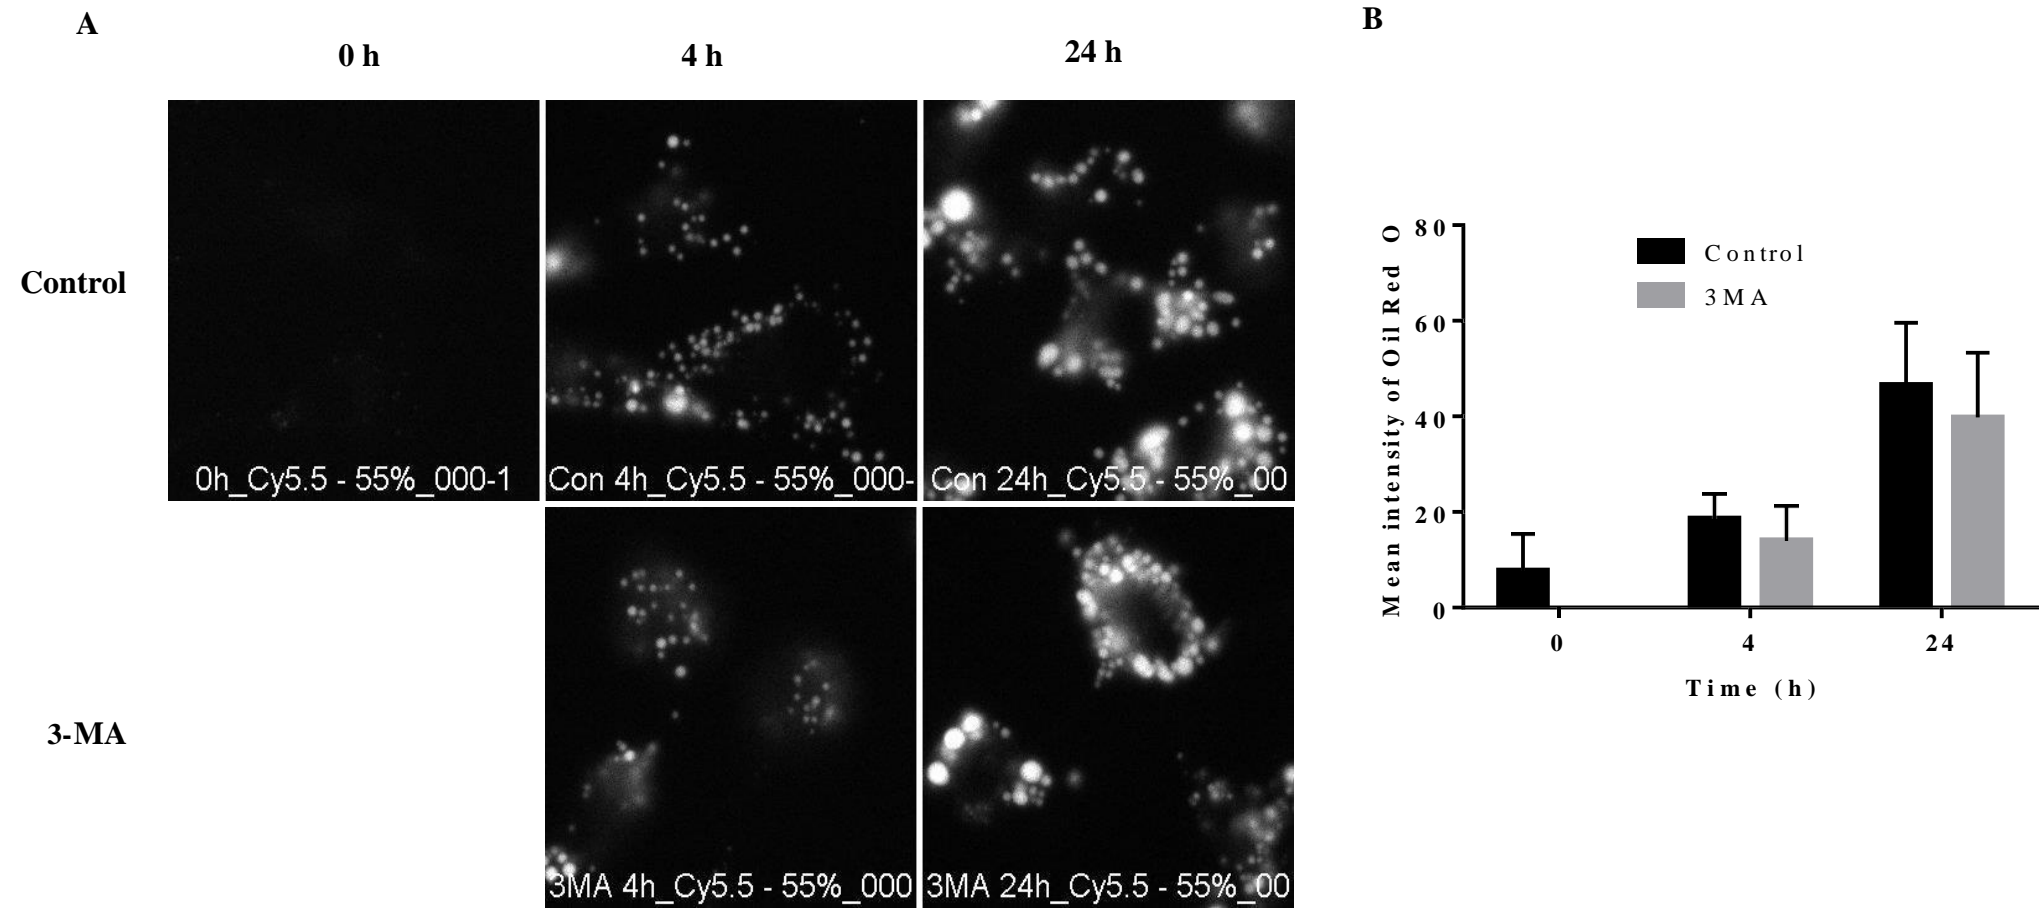 A
B
0 h
4 h
24 h
Control
0h_Cy5.5 - 55%_000-1
Con 4h_Cy5.5 - 55%_000-
Con 24h_Cy5.5 - 55%_00
3-MA
3MA 4h_Cy5.5 - 55%_000
3MA 24h_Cy5.5 - 55%_00
Mean intensity of Oil Red O
80
60
40
20
0
Control
3MA
0
4
24
Time (h)